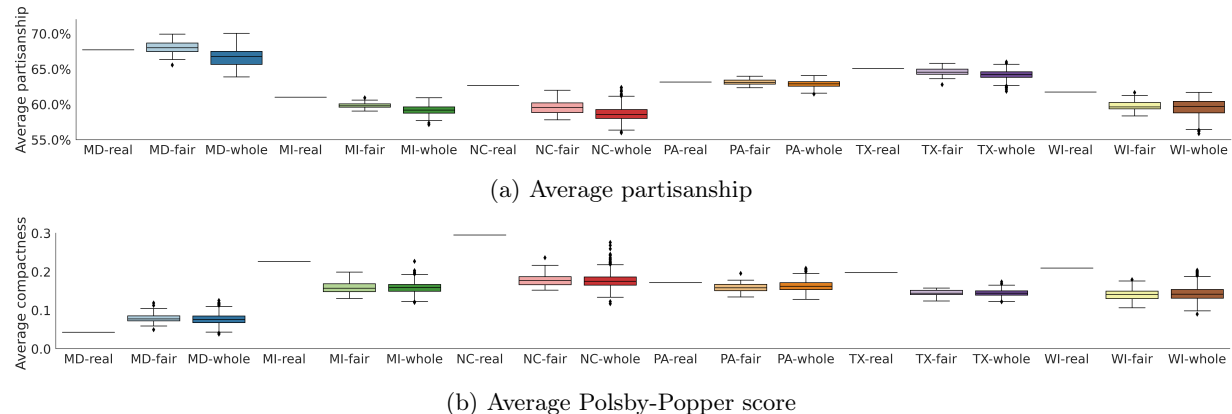 Average partisanship
70.0%
65.0%
60.0%
55.0%
MD-real MD-fair MD-whole MI-real MI-fair MI-whole NC-real NC-fair NC-whole PA-real PA-fair PA-whole TX-real TX-fair TX-whole WI-real WI-fair WI-whole
(a) Average partisanship
Average compactness
0.3
0.2
0.1
0.0
MD-real MD-fair MD-whole MI-real MI-fair MI-whole NC-real NC-fair NC-whole PA-real PA-fair PA-whole TX-real TX-fair TX-whole WI-real WI-fair WI-whole
(b) Average Polsby-Popper score